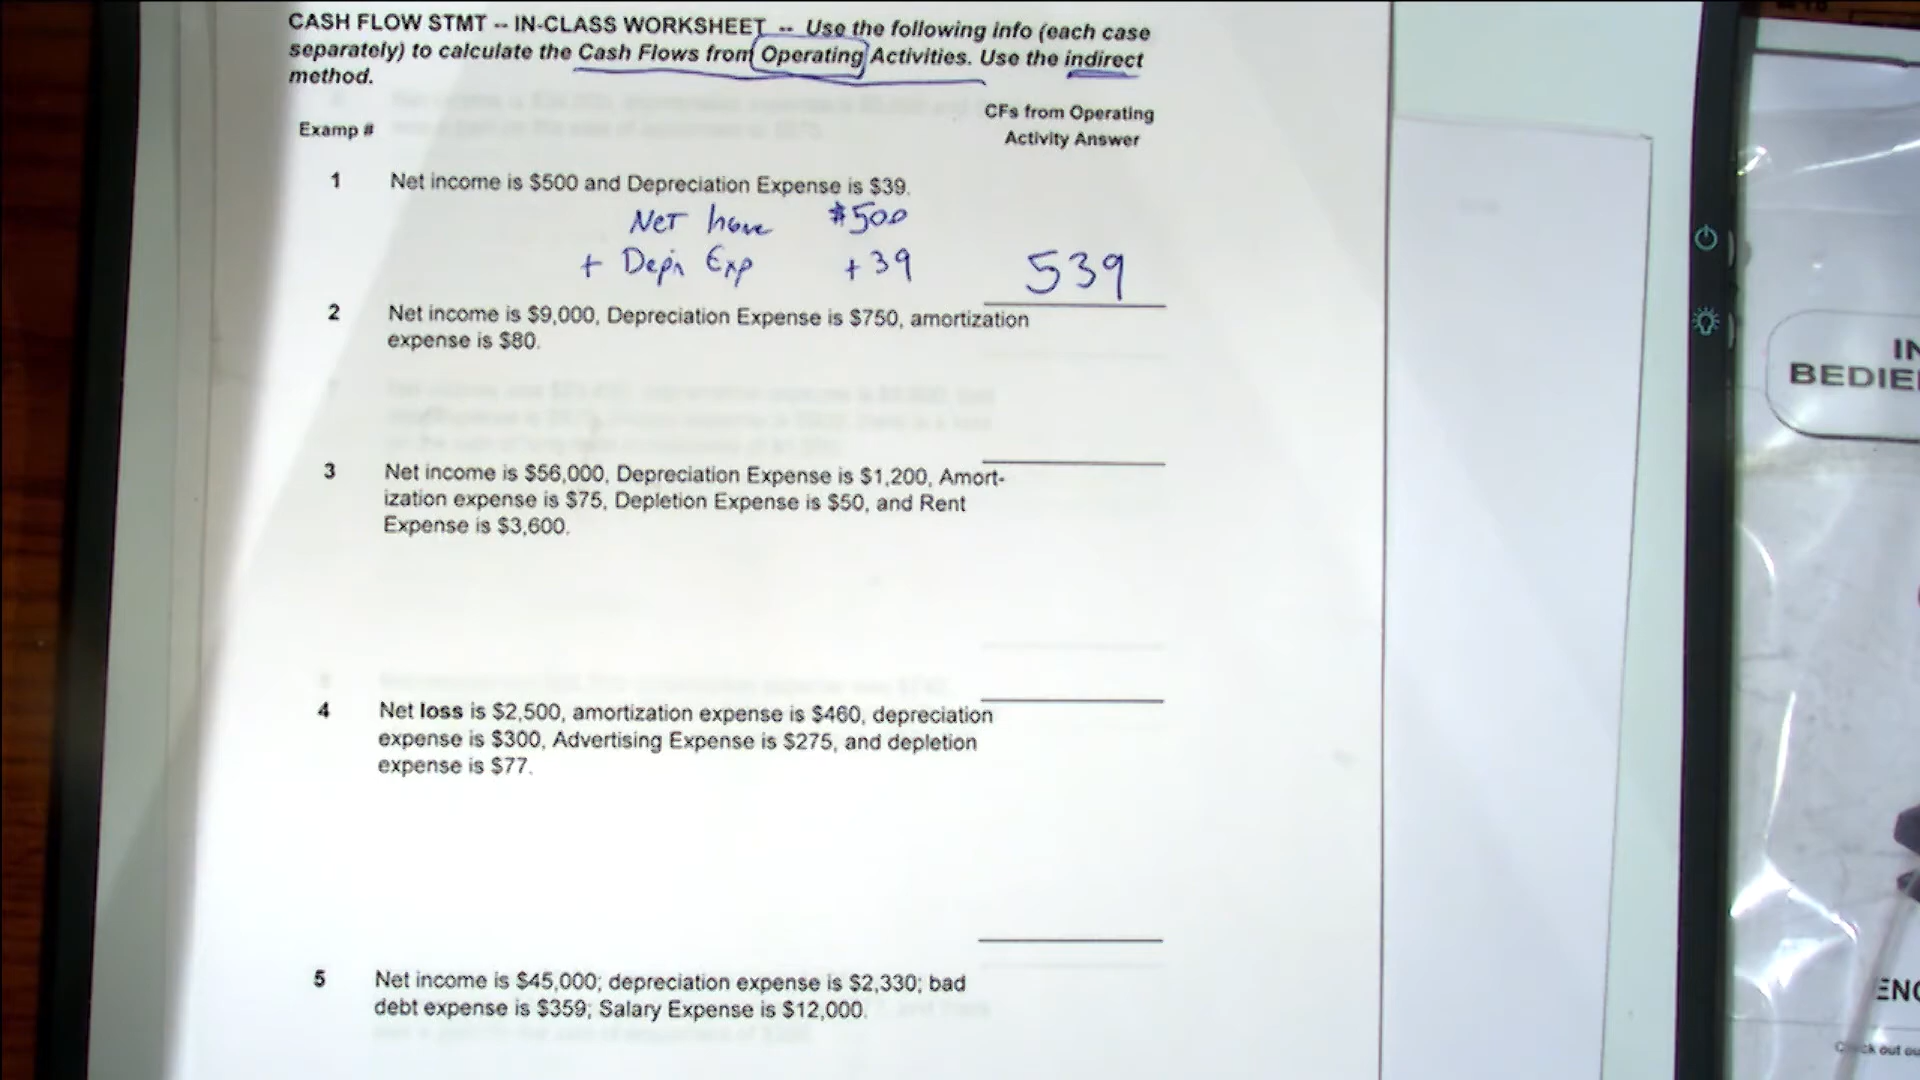 CASH FLOW STMT -- IN-CLASS WORKSHEET -- Use the following info (each case
separately) to calculate the Cash Flows from Operating Activities. Use the indirect
method.
CFs from Operating
Activity Answer
Examp #
1 Net income is $500 and Depreciation Expense is $39.
NET $500
+ Dep'n Exp +39 539
2 Net income is $9,000, Depreciation Expense is $750, amortization
expense is $80.
3 Net income is $56,000, Depreciation Expense is $1,200, Amort-
ization expense is $75, Depletion Expense is $50, and Rent
Expense is $3,600.
4 Net loss is $2,500, amortization expense is $460, depreciation
expense is $300, Advertising Expense is $275, and depletion
expense is $77.
5 Net income is $45,000; depreciation expense is $2,330; bad
debt expense is $359; Salary Expense is $12,000.
IN
BEDIE
ENG
out ou